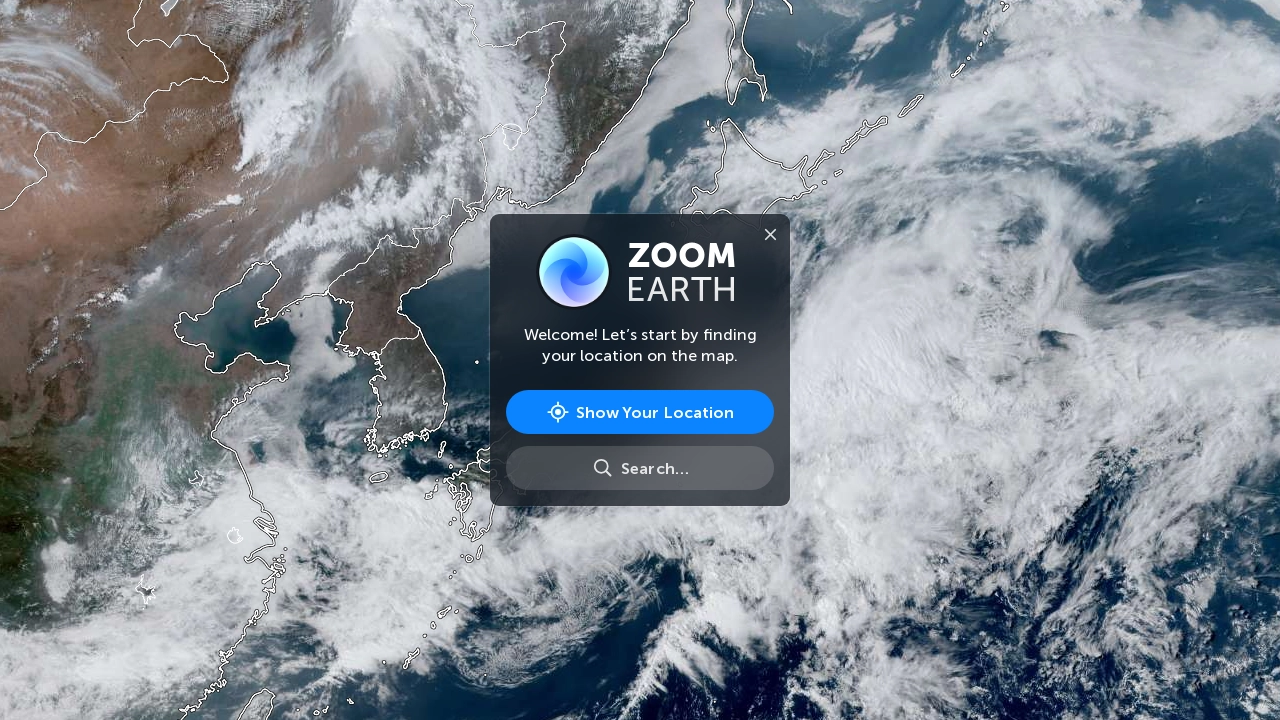 ZOOM
EARTH
Welcome! Let’s start by finding
your location on the map.
Show Your Location
Search...